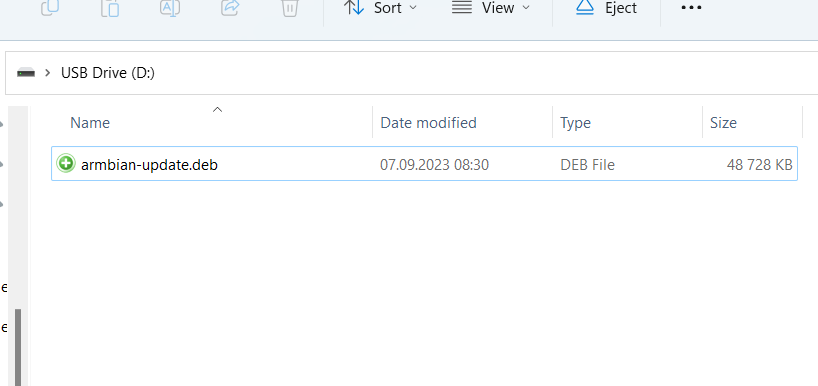 Sort View Eject
USB Drive (D:)
Name Date modified Type Size
armbian-update.deb 07.09.2023 08:30 DEB File 48 728 KB
e
e